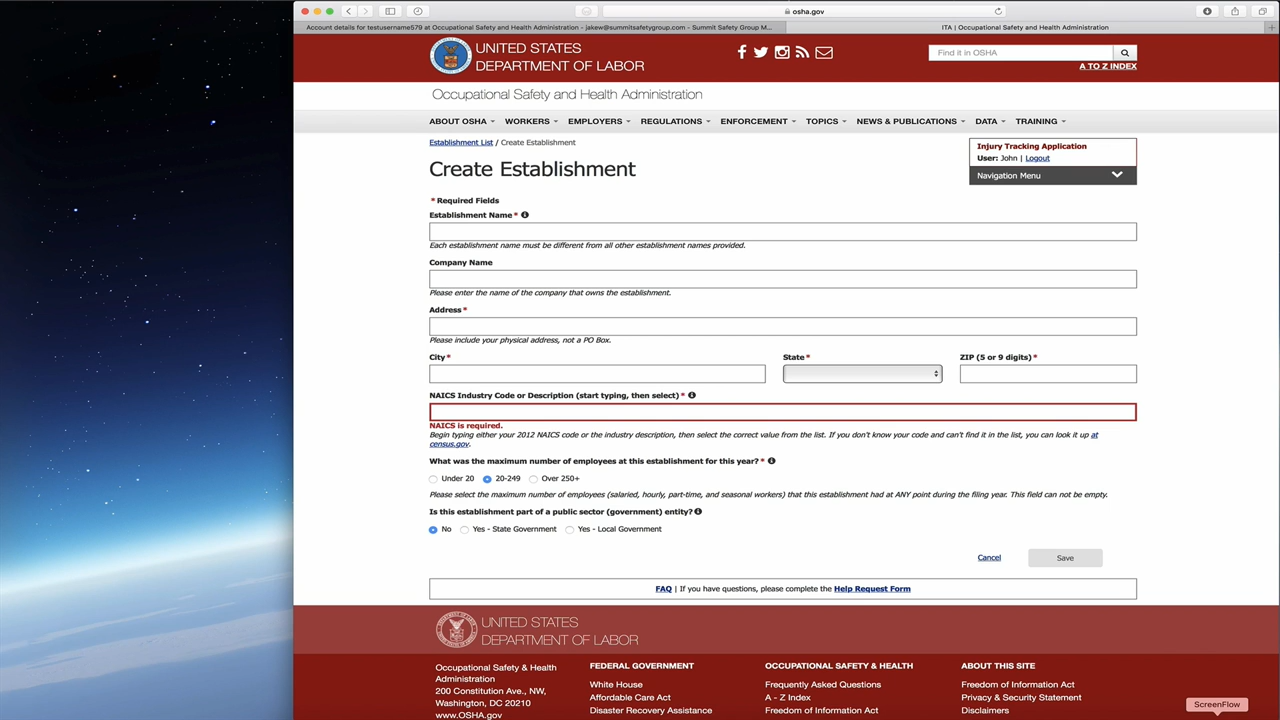 osha.gov
Account details for testusername579 at Occupational Safety and Health Administration - jakew@summitsafetygroup.com - Summit Safety Group M...
ITA | Occupational Safety and Health Administration
UNITED STATES
DEPARTMENT OF LABOR
Find it in OSHA
A TO Z INDEX
Occupational Safety and Health Administration
ABOUT OSHA WORKERS EMPLOYERS REGULATIONS ENFORCEMENT TOPICS NEWS & PUBLICATIONS DATA TRAINING
Establishment List / Create Establishment
Injury Tracking Application
User: John | Logout
Navigation Menu
Create Establishment
* Required Fields
Establishment Name *
Each establishment name must be different from all other establishment names provided.
Company Name
Please enter the name of the company that owns the establishment.
Address *
Please include your physical address, not a PO Box.
City * State * ZIP (5 or 9 digits) *
NAICS Industry Code or Description (start typing, then select) *
NAICS is required.
Begin typing either your 2012 NAICS code or the industry description, then select the correct value from the list. If you don't know your code and can't find it in the list, you can look it up at
census.gov.
What was the maximum number of employees at this establishment for this year? *
Under 20 20-249 Over 250+
Please select the maximum number of employees (salaried, hourly, part-time, and seasonal workers) that this establishment had at ANY point during the filing year. This field can not be empty.
Is this establishment part of a public sector (government) entity?
No Yes - State Government Yes - Local Government
Cancel Save
FAQ | If you have questions, please complete the Help Request Form
UNITED STATES
DEPARTMENT OF LABOR
Occupational Safety & Health
Administration
200 Constitution Ave., NW,
Washington, DC 20210
www.OSHA.gov
FEDERAL GOVERNMENT
White House
Affordable Care Act
Disaster Recovery Assistance
OCCUPATIONAL SAFETY & HEALTH
Frequently Asked Questions
A - Z Index
Freedom of Information Act
ABOUT THIS SITE
Freedom of Information Act
Privacy & Security Statement
Disclaimers
ScreenFlow